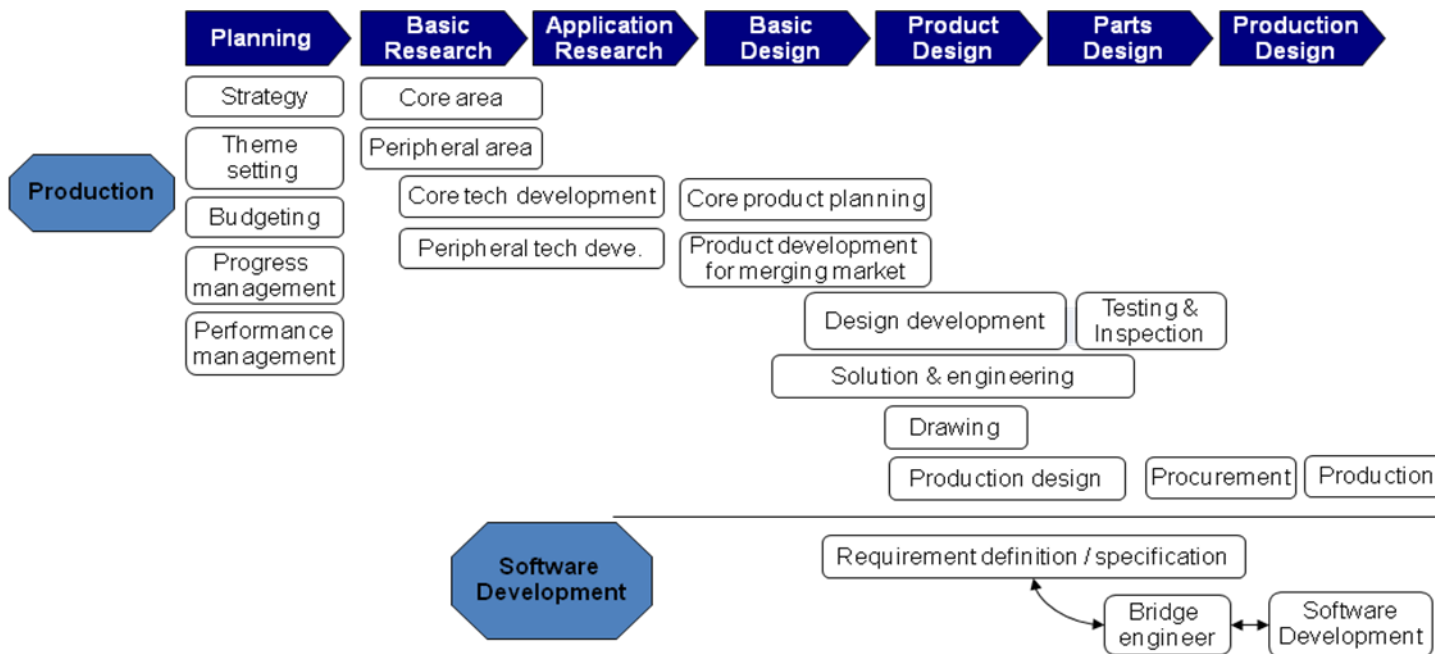 Planning
Basic
Research
Application
Research
Basic
Design
Product
Design
Parts
Design
Production
Design
Production
Strategy
Theme
setting
Budgeting
Progress
management
Performance
management
Core area
Peripheral area
Core tech development
Peripheral tech deve.
Core product planning
Product development
for merging market
Design development
Testing &
Inspection
Solution & engineering
Drawing
Production design
Procurement
Production
Software
Development
Requirement definition / specification
Bridge
engineer
Software
Development